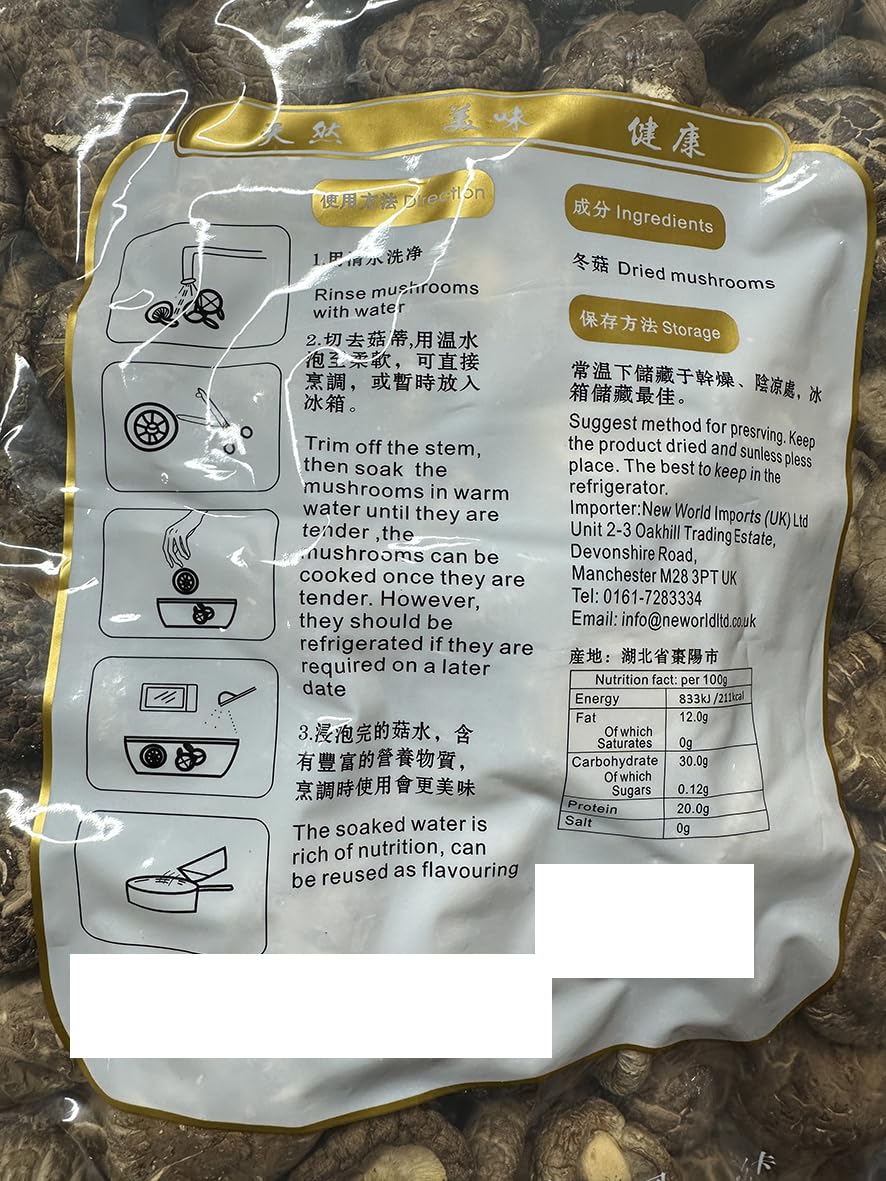 天然 美味 健康
使用方法 Direction
1.用清水洗净
Rinse mushrooms
with water
2.切去菇蒂,用温水
泡至柔軟，可直接
烹調，或暫時放入
冰箱。
Trim off the stem,
then soak the
mushrooms in warm
water until they are
tender ,the
mushrooms can be
cooked once they are
tender. However,
they should be
refrigerated if they are
required on a later
date
3.浸泡完的菇水，含
有豐富的營養物質，
烹調時使用會更美味
The soaked water is
rich of nutrition, can
be reused as flavouring
成分 Ingredients
冬菇 Dried mushrooms
保存方法 Storage
常温下儲藏于幹燥、陰凉處，冰
箱儲藏最佳。
Suggest method for presrving. Keep
the product dried and sunless pless
place. The best to keep in the
refrigerator.
Importer:New World Imports (UK) Ltd
Unit 2-3 Oakhill Trading Estate,
Devonshire Road,
Manchester M28 3PT UK
Tel: 0161-7283334
Email: info@neworldltd.co.uk
産地：湖北省棗陽市
Nutrition fact: per 100g
Energy 833kJ /211kcal
Fat 12.0g
Of which
Saturates 0g
Carbohydrate 30.0g
Of which
Sugars 0.12g
Protein 20.0g
Salt 0g